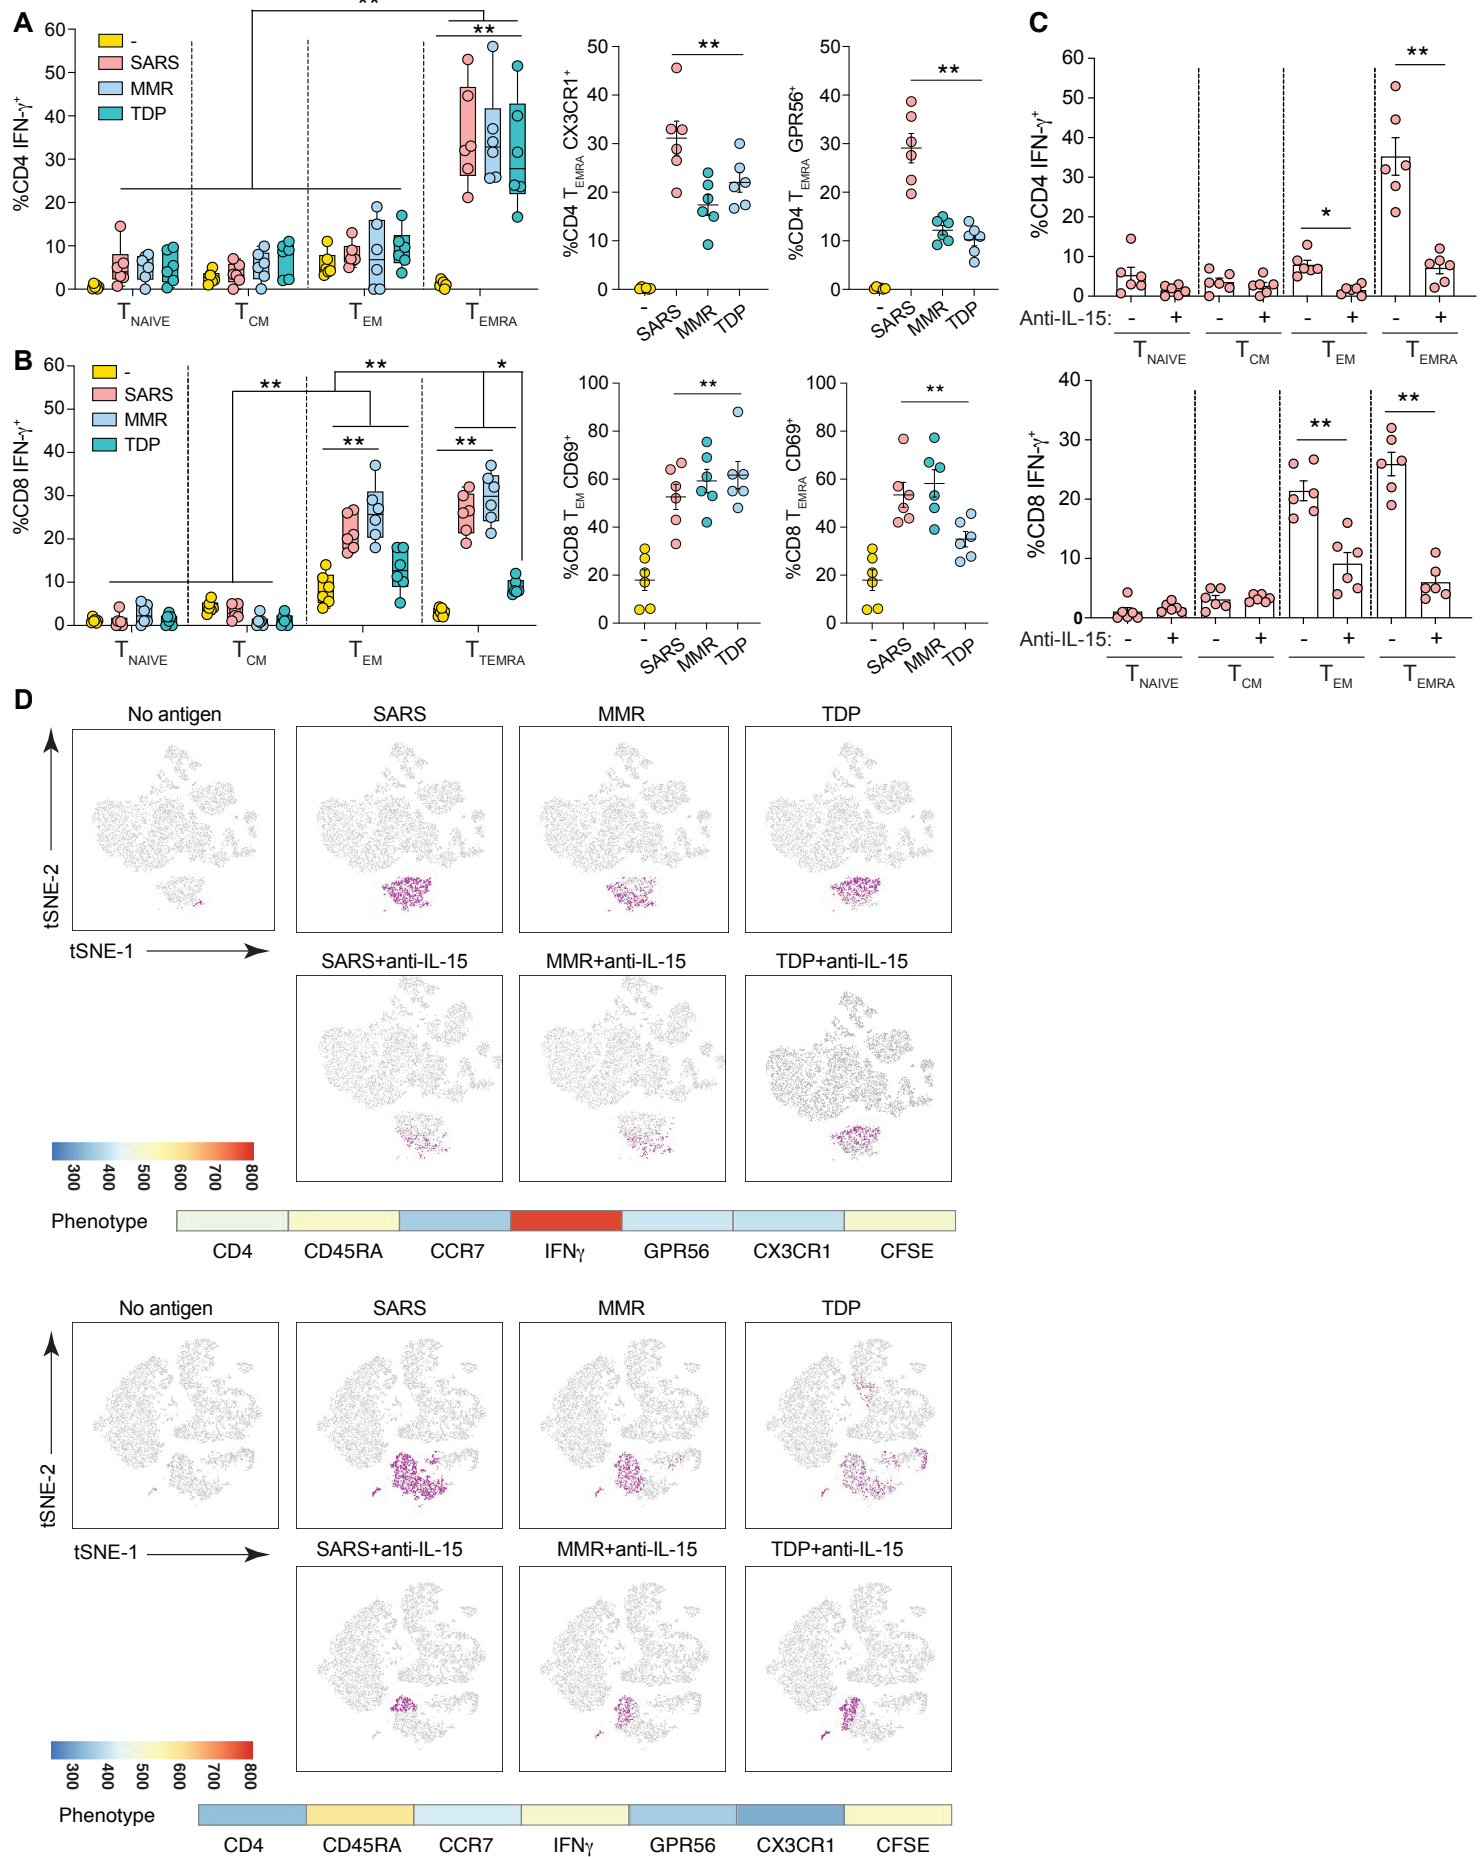 A
**
60
50
40
30
20
10
0
%CD4 IFN-γ+
-
SARS
MMR
TDP
**
TNAIVE
TCM
TEM
TEMRA
50
40
30
20
10
0
%CD4 TEMRA CX3CR1+
**
-
SARS
MMR
TDP
50
40
30
20
10
0
%CD4 TEMRA GPR56+
**
-
SARS
MMR
TDP
C
60
50
40
30
20
10
0
%CD4 IFN-γ+
*
**
Anti-IL-15: - + - + - + - +
TNAIVE
TCM
TEM
TEMRA
B
60
50
40
30
20
10
0
%CD8 IFN-γ+
-
SARS
MMR
TDP
**
**
*
**
**
TNAIVE
TCM
TEM
TTEMRA
100
80
60
40
20
0
%CD8 TEM CD69+
**
-
SARS
MMR
TDP
100
80
60
40
20
0
%CD8 TEMRA CD69+
**
-
SARS
MMR
TDP
40
30
20
10
0
%CD8 IFN-γ+
**
**
Anti-IL-15: - + - + - + - +
TNAIVE
TCM
TEM
TEMRA
D
No antigen
SARS
MMR
TDP
tSNE-2
tSNE-1
SARS+anti-IL-15
MMR+anti-IL-15
TDP+anti-IL-15
300 400 500 600 700 800
Phenotype
CD4 CD45RA CCR7 IFNγ GPR56 CX3CR1 CFSE
No antigen
SARS
MMR
TDP
tSNE-2
tSNE-1
SARS+anti-IL-15
MMR+anti-IL-15
TDP+anti-IL-15
300 400 500 600 700 800
Phenotype
CD4 CD45RA CCR7 IFNγ GPR56 CX3CR1 CFSE